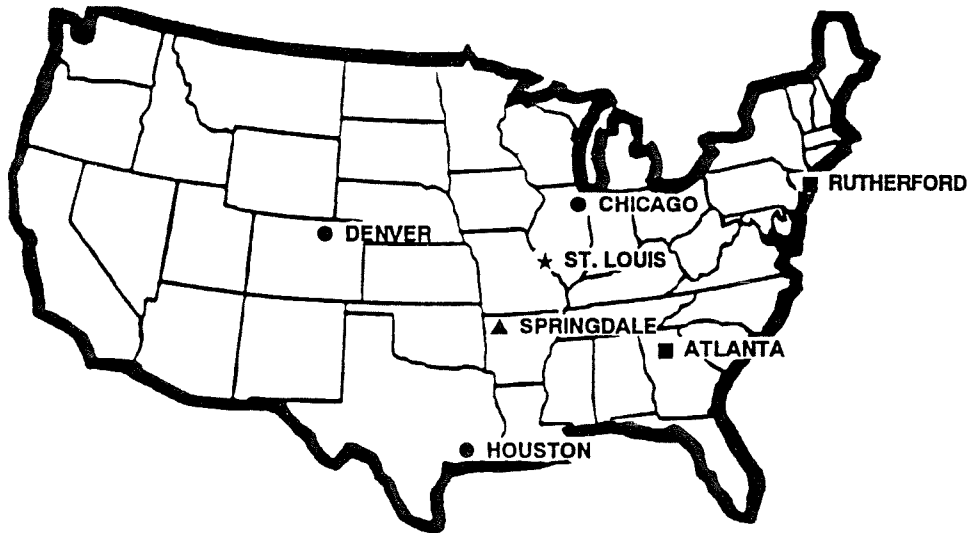 RUTHERFORD
CHICAGO
DENVER
ST. LOUIS
SPRINGDALE
ATLANTA
HOUSTON